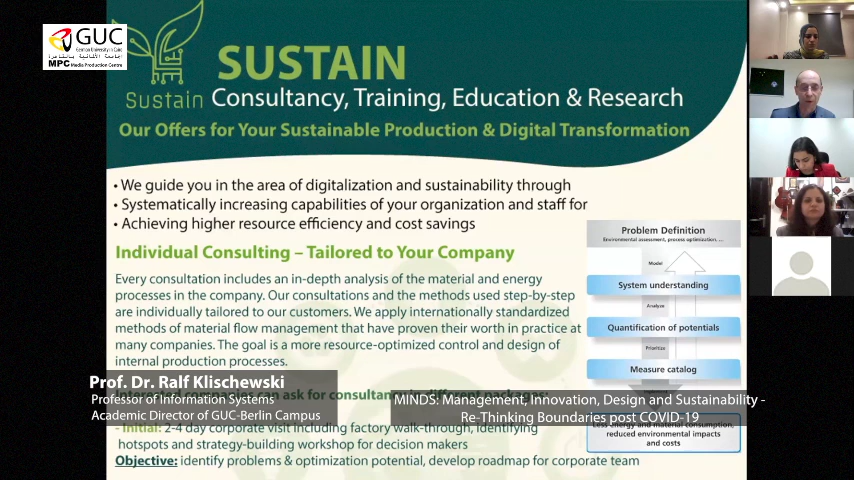 GUC
German University in Cairo
الجامعة الألمانية بالقاهرة
MPC Media Production Centre
Sustain
SUSTAIN
Consultancy, Training, Education & Research
Our Offers for Your Sustainable Production & Digital Transformation
• We guide you in the area of digitalization and sustainability through
• Systematically increasing capabilities of your organization and staff for
• Achieving higher resource efficiency and cost savings
Individual Consulting – Tailored to Your Company
Every consultation includes an in-depth analysis of the material and energy
processes in the company. Our consultations and the methods used step-by-step
are individually tailored to our customers. We apply internationally standardized
methods of material flow management that have proven their worth in practice at
many companies. The goal is a more resource-optimized control and design of
internal production processes.
Interested companies can ask for consultancy in different packages:
- Initial: 2-4 day corporate visit including factory walk-through, identifying
hotspots and strategy-building workshop for decision makers
Objective: identify problems & optimization potential, develop roadmap for corporate team
Problem Definition
Environmental assessment, process optimization, ...
Model
System understanding
Analyze
Quantification of potentials
Prioritize
Measure catalog
Less energy and material consumption,
reduced environmental impacts
and costs
Prof. Dr. Ralf Klischewski
Professor of Information Systems
Academic Director of GUC-Berlin Campus
MINDS: Management, Innovation, Design and Sustainability -
Re-Thinking Boundaries post COVID-19